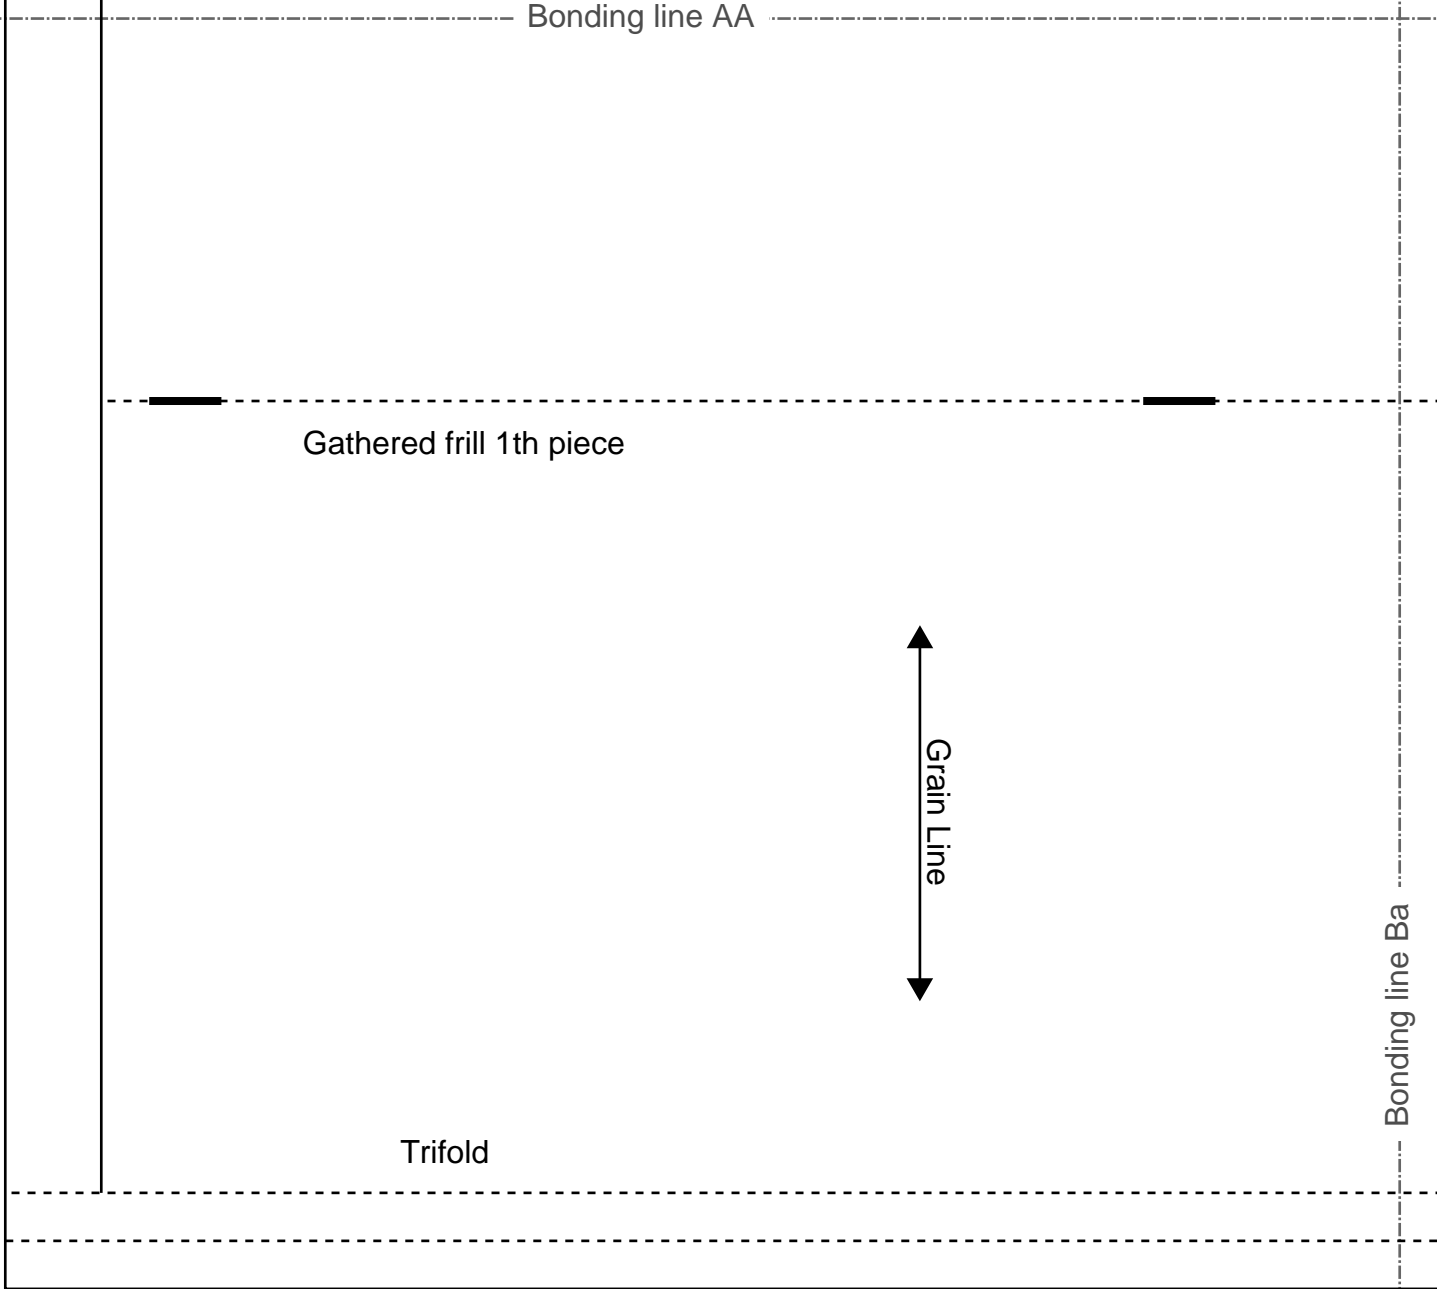 Bonding line AA
Gathered frill 1th piece
Grain Line
Bonding line Ba
Trifold